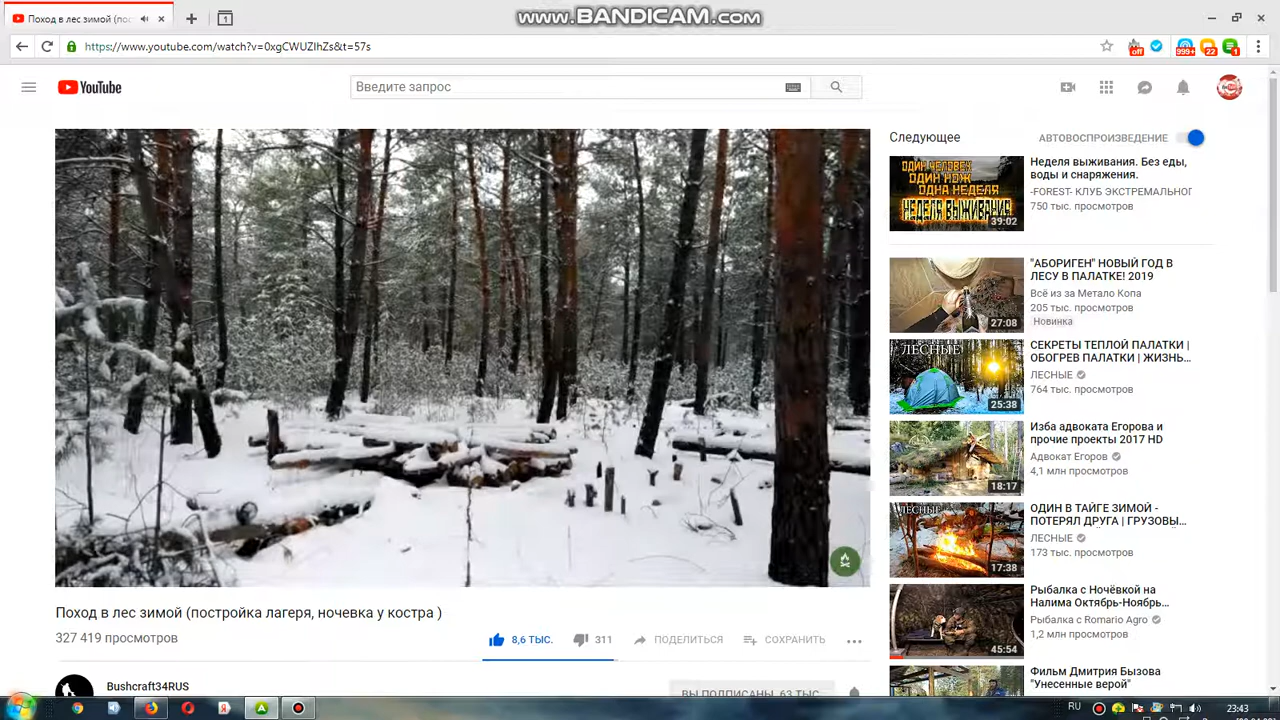 www.BANDICAM.com
Поход в лес зимой (пос
1
https://www.youtube.com/watch?v=0xgCWUZIhZs&t=57s
off
999+
22
1
YouTube
Введите запрос
Следующее
АВТОВОСПРОИЗВЕДЕНИЕ
ОДИН ЧЕЛОВЕК
ОДИН НОЖ
ОДНА НЕДЕЛЯ
НЕДЕЛЯ ВЫЖИВАНИЯ
39:02
Неделя выживания. Без еды,
воды и снаряжения.
-FOREST- КЛУБ ЭКСТРЕМАЛЬНОГ
750 тыс. просмотров
27:08
"АБОРИГЕН" НОВЫЙ ГОД В
ЛЕСУ В ПАЛАТКЕ! 2019
Всё из за Метало Копа
205 тыс. просмотров
Новинка
ЛЕСНЫЕ
25:38
СЕКРЕТЫ ТЕПЛОЙ ПАЛАТКИ |
ОБОГРЕВ ПАЛАТКИ | ЖИЗНЬ...
ЛЕСНЫЕ
764 тыс. просмотров
18:17
Изба адвоката Егорова и
прочие проекты 2017 HD
Адвокат Егоров
4,1 млн просмотров
ЛЕСНЫЕ
17:38
ОДИН В ТАЙГЕ ЗИМОЙ -
ПОТЕРЯЛ ДРУГА | ГРУЗОВЫ...
ЛЕСНЫЕ
173 тыс. просмотров
45:54
Рыбалка с Ночёвкой на
Налима Октябрь-Ноябрь...
Рыбалка с Romario Agro
1,2 млн просмотров
Фильм Дмитрия Бызова
"Унесенные верой"
Поход в лес зимой (постройка лагеря, ночевка у костра )
327 419 просмотров
8,6 ТЫС.
311
ПОДЕЛИТЬСЯ
СОХРАНИТЬ
Bushcraft34RUS
ВЫ ПОДПИСАНЫ 63 ТЫС.
RU
23:43